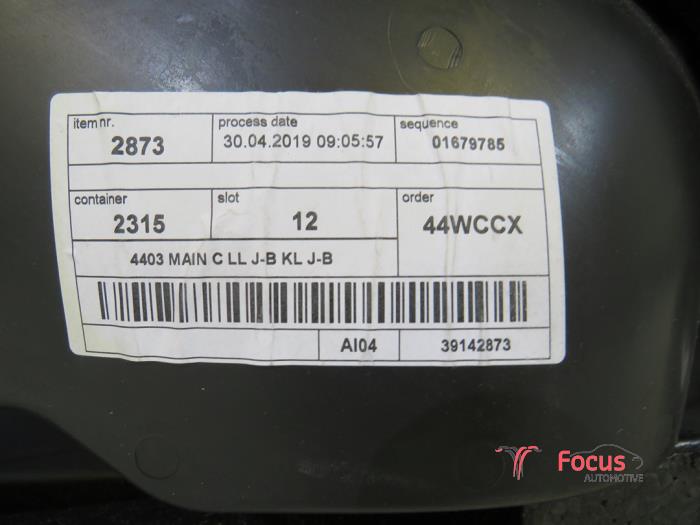 item nr.
2873
process date
30.04.2019 09:05:57
sequence
01679785
container
2315
slot
12
order
44WCCX
4403 MAIN C LL J-B KL J-B
AI04
39142873
Focus
AUTOMOTIVE